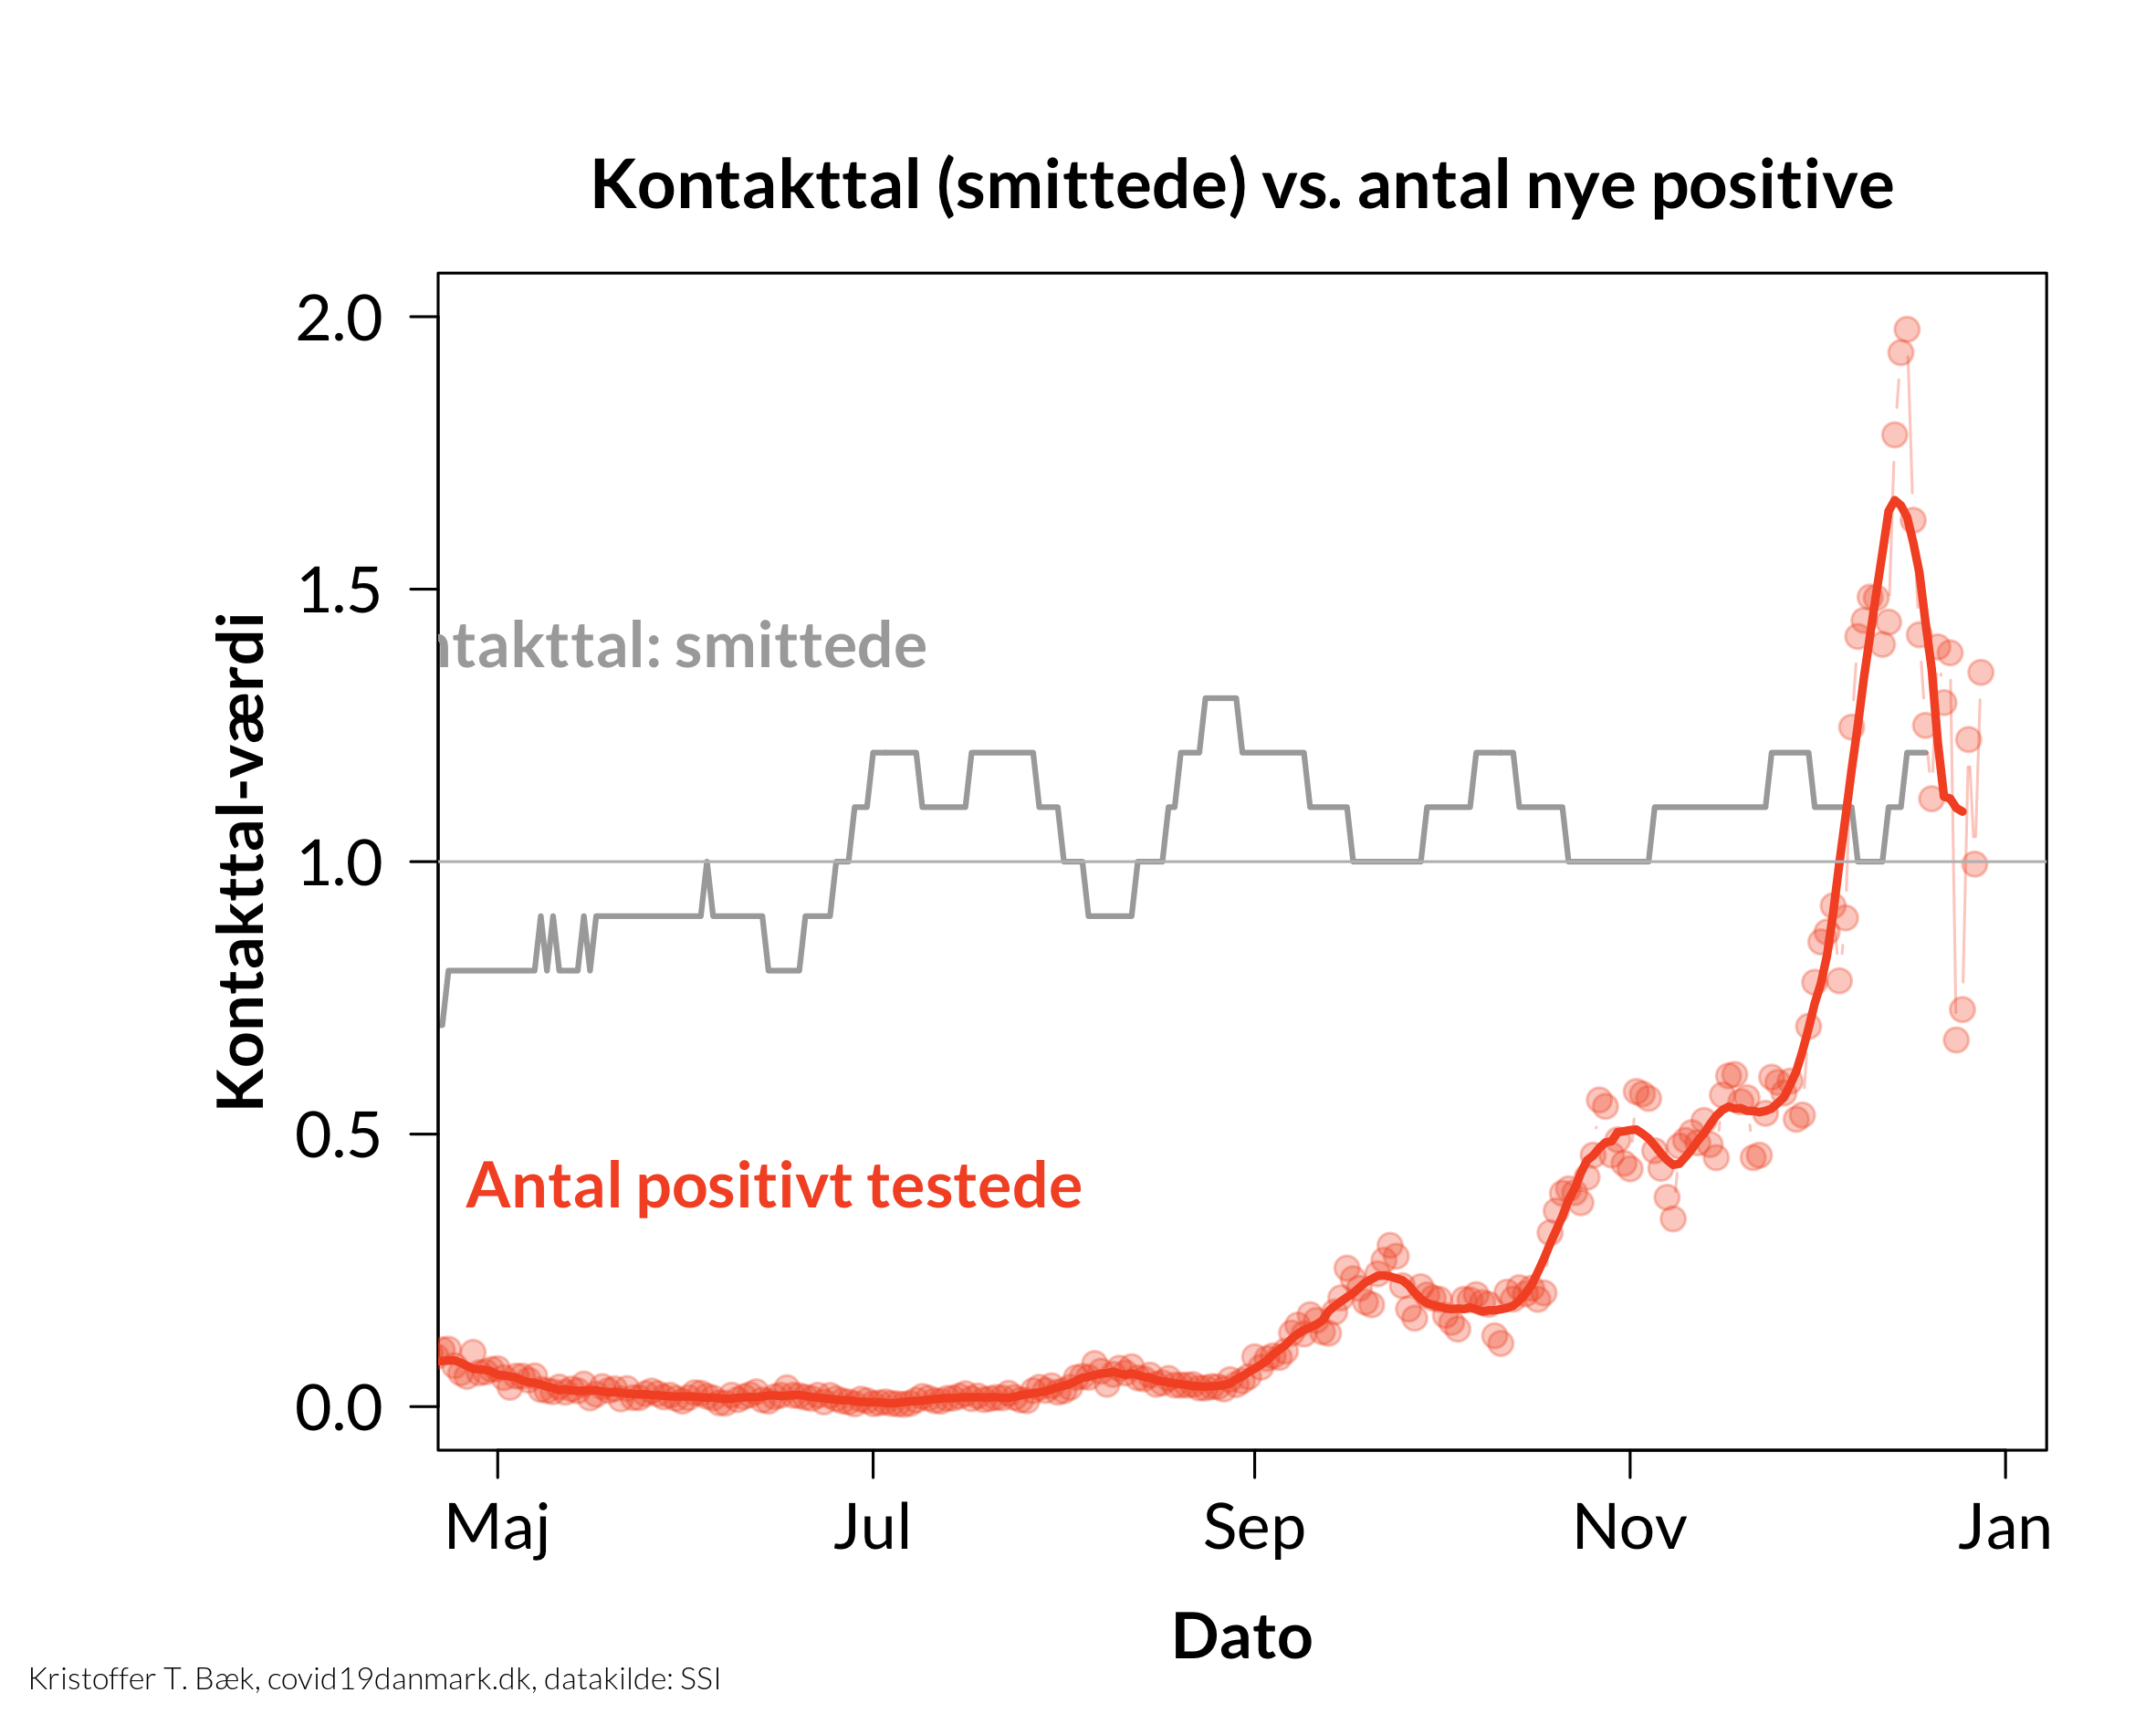 Kontakttal (smittede) vs. antal nye positive
Kontakttal-værdi
2.0
1.5
1.0
0.5
0.0
ntakttal: smittede
Antal positivt testede
Maj
Jul
Sep
Nov
Jan
Dato
Kristoffer T. Bæk, covid19danmark.dk, datakilde: SSI